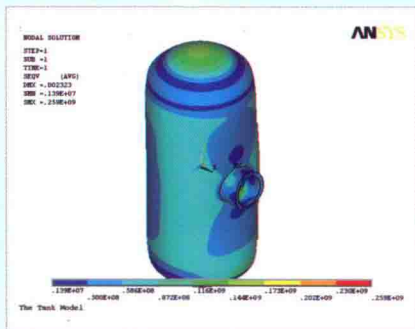 ANSYS
NODAL SOLUTION
STEP=1
SUB =1
TIME=1
SEQV (AVG)
DMX =.002323
SMN =.139E+07
SMX =.259E+09
.139E+07 .300E+08 .586E+08 .872E+08 .116E+09 .144E+09 .173E+09 .202E+09 .230E+09 .259E+09
The Tank Model